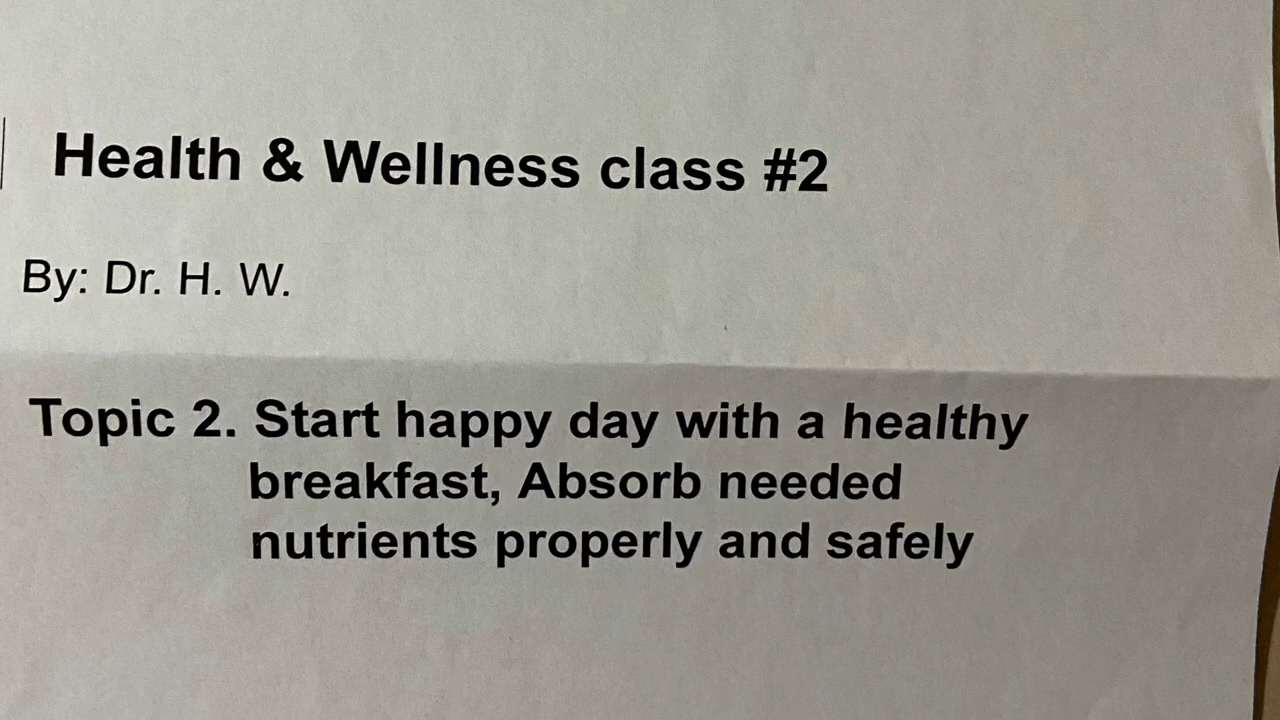 Health & Wellness class #2
By: Dr. H. W.
Topic 2. Start happy day with a healthy
breakfast, Absorb needed
nutrients properly and safely